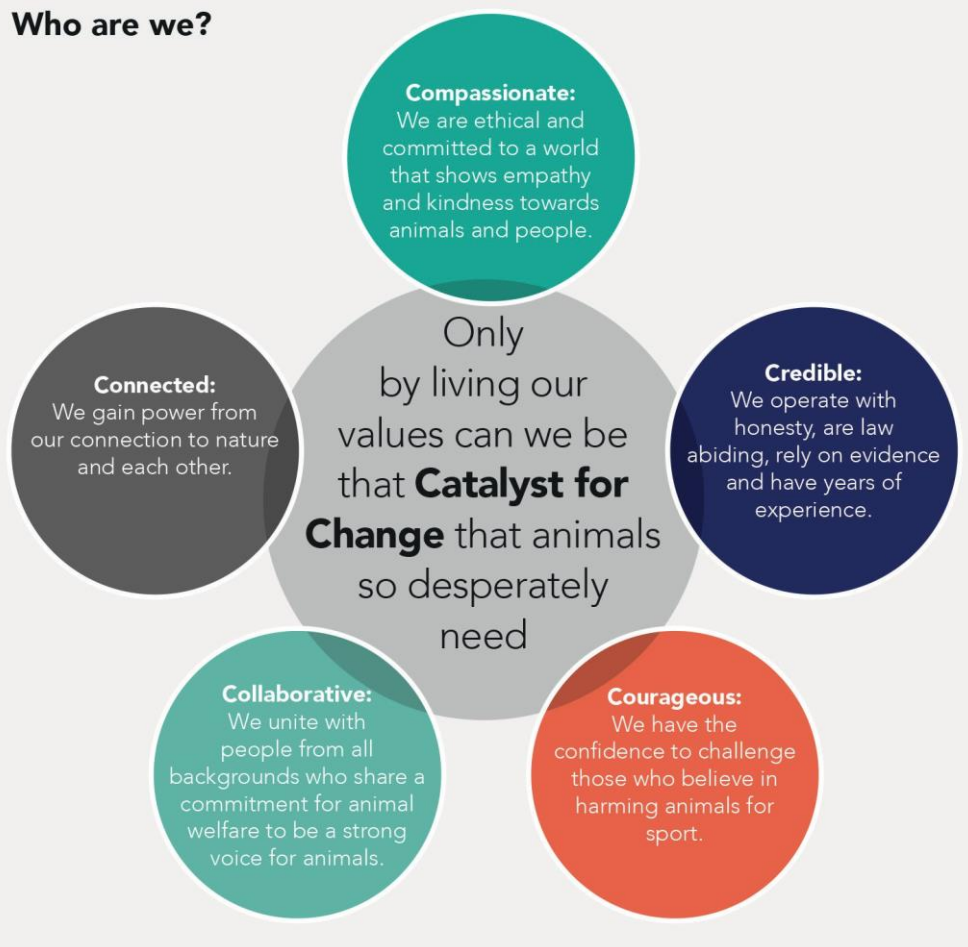 Who are we?
Compassionate:
We are ethical and
committed to a world
that shows empathy
and kindness towards
animals and people.
Only
by living our
values can we be
that Catalyst for
Change that animals
so desperately
need
Connected:
We gain power from
our connection to nature
and each other.
Credible:
We operate with
honesty, are law
abiding, rely on evidence
and have years of
experience.
Collaborative:
We unite with
people from all
backgrounds who share a
commitment for animal
welfare to be a strong
voice for animals.
Courageous:
We have the
confidence to challenge
those who believe in
harming animals for
sport.